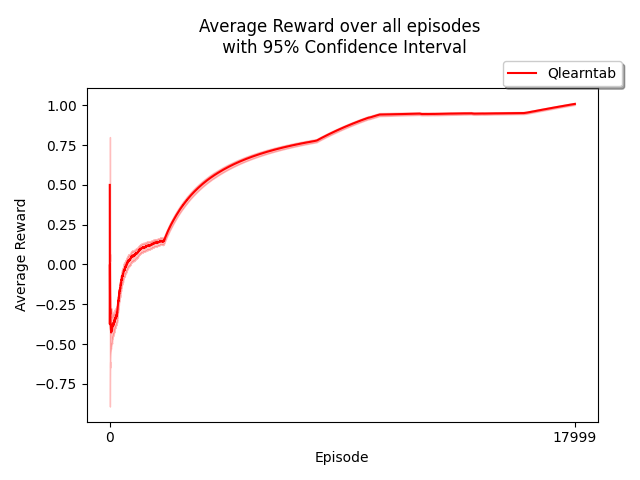 Average Reward over all episodes
with 95% Confidence Interval
Qlearntab
1.00
0.75
0.50
0.25
0.00
−0.25
−0.50
−0.75
Average Reward
0 17999
Episode